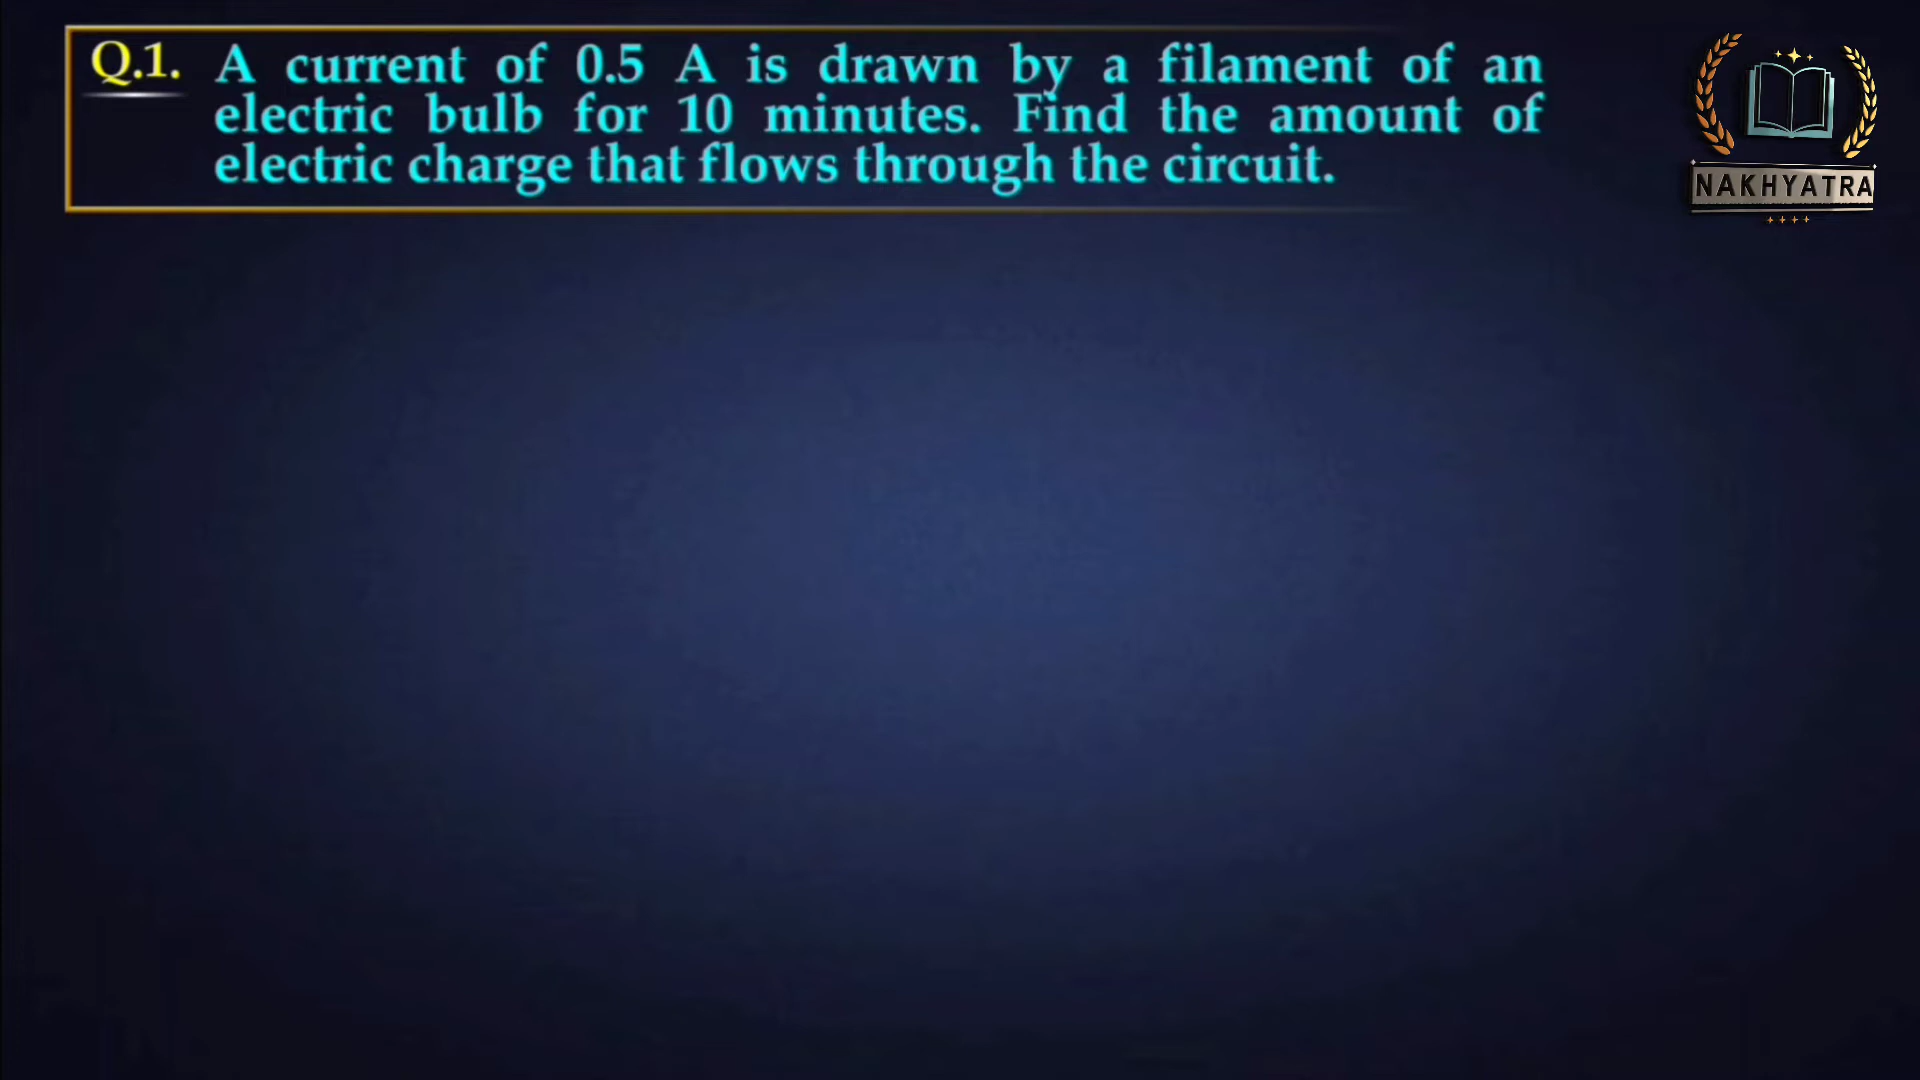 Q.1. A current of 0.5 A is drawn by a filament of an
electric bulb for 10 minutes. Find the amount of
electric charge that flows through the circuit.
NAKHYATRA